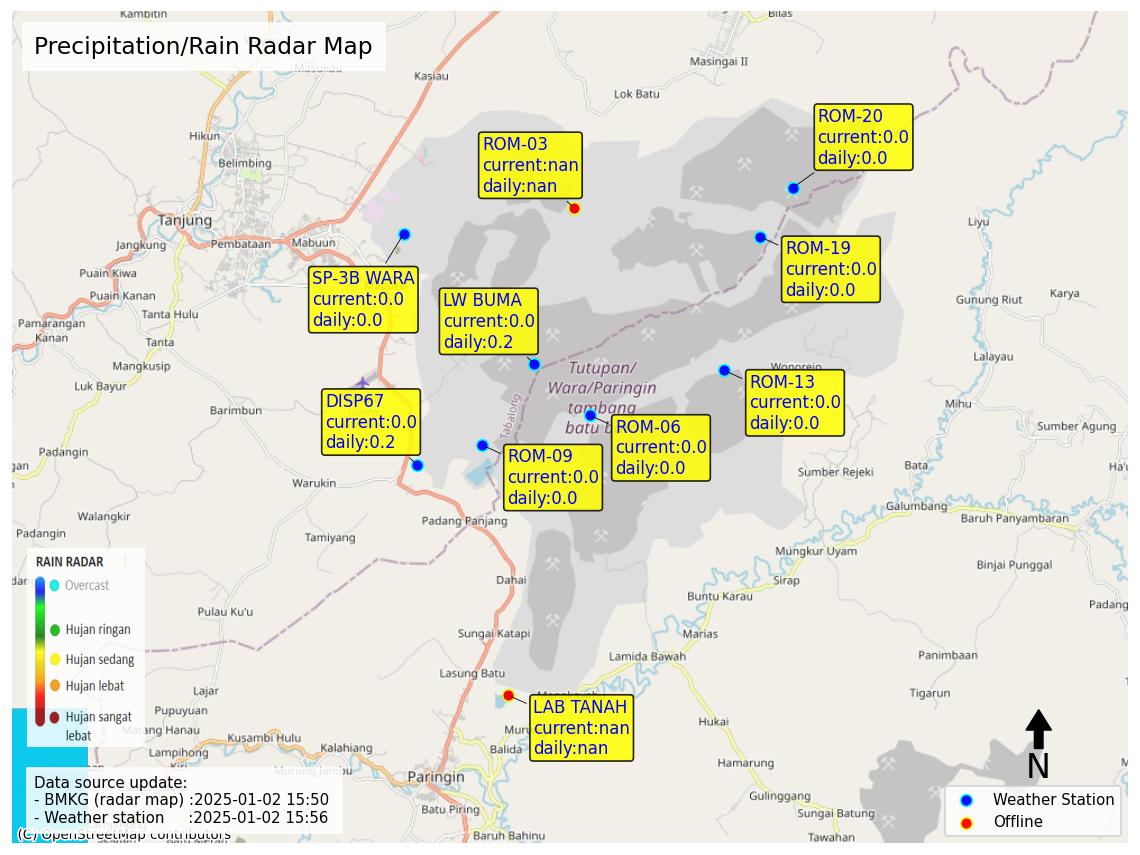 Kambitin
Bilas
Precipitation/Rain Radar Map
Masukau
Kasiau
Masingai II
Lok Batu
Hikun
Belimbing
ROM-03
current:nan
daily:nan
ROM-20
current:0.0
daily:0.0
Tanjung
Jangkung
Pembataan
Mabuun
Liyu
Puain Kiwa
Puain Kanan
SP-3B WARA
current:0.0
daily:0.0
ROM-19
current:0.0
daily:0.0
Tanta Hulu
Pamarangan
Kanan
Tanta
LW BUMA
current:0.0
daily:0.2
Gunung Riut
Karya
Mangkusip
Luk Bayur
Lalayau
Tutupan/
Wara/Paringin
tambang
batu b
Wonorejo
ROM-13
current:0.0
daily:0.0
Barimbun
DISP67
current:0.0
daily:0.2
Tabalong
ROM-06
current:0.0
daily:0.0
Mihu
Sumber Agung
Padangin
gan
ROM-09
current:0.0
daily:0.0
Bata
Sumber Rejeki
Warukin
Galumbang
Baruh Panyambaran
Walangkir
Padangin
Padang Panjang
Tamiyang
Mungkur Uyam
Binjai Punggal
Dahai
Sirap
Buntu Karau
Padang
RAIN RADAR
Overcast
Hujan ringan
Hujan sedang
Hujan lebat
Hujan sangat
lebat
Pulau Ku'u
Sungai Katapi
Marias
Lamida Bawah
Panimbaan
Lasung Batu
Lajar
Pupuyuan
Matang Hanau
Tigarun
LAB TANAH
current:nan
daily:nan
Hukai
Kusambi Hulu
Kalahiang
Lampihong
Balida
Murung Jambu
Paringin
Hamarung
N
Data source update:
- BMKG (radar map) :2025-01-02 15:50
- Weather station :2025-01-02 15:56
Batu Piring
Gulinggang
Sungai Batung
Weather Station
Offline
(C) OpenStreetMap contributors
Baruh Bahinu
Tawahan